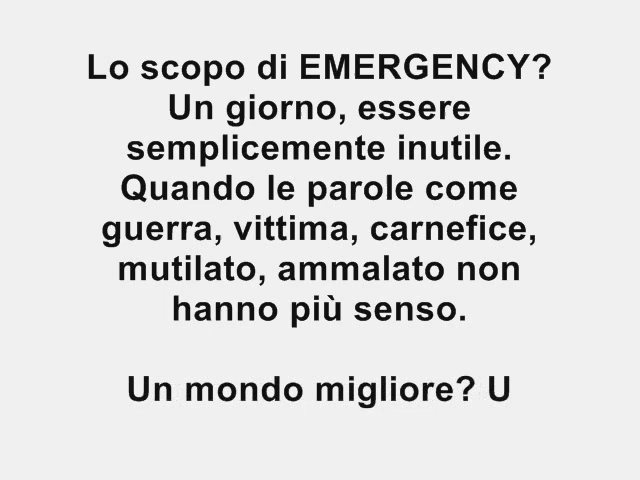 Lo scopo di EMERGENCY?
Un giorno, essere
semplicemente inutile.
Quando le parole come
guerra, vittima, carnefice,
mutilato, ammalato non
hanno più senso.
Un mondo migliore? U